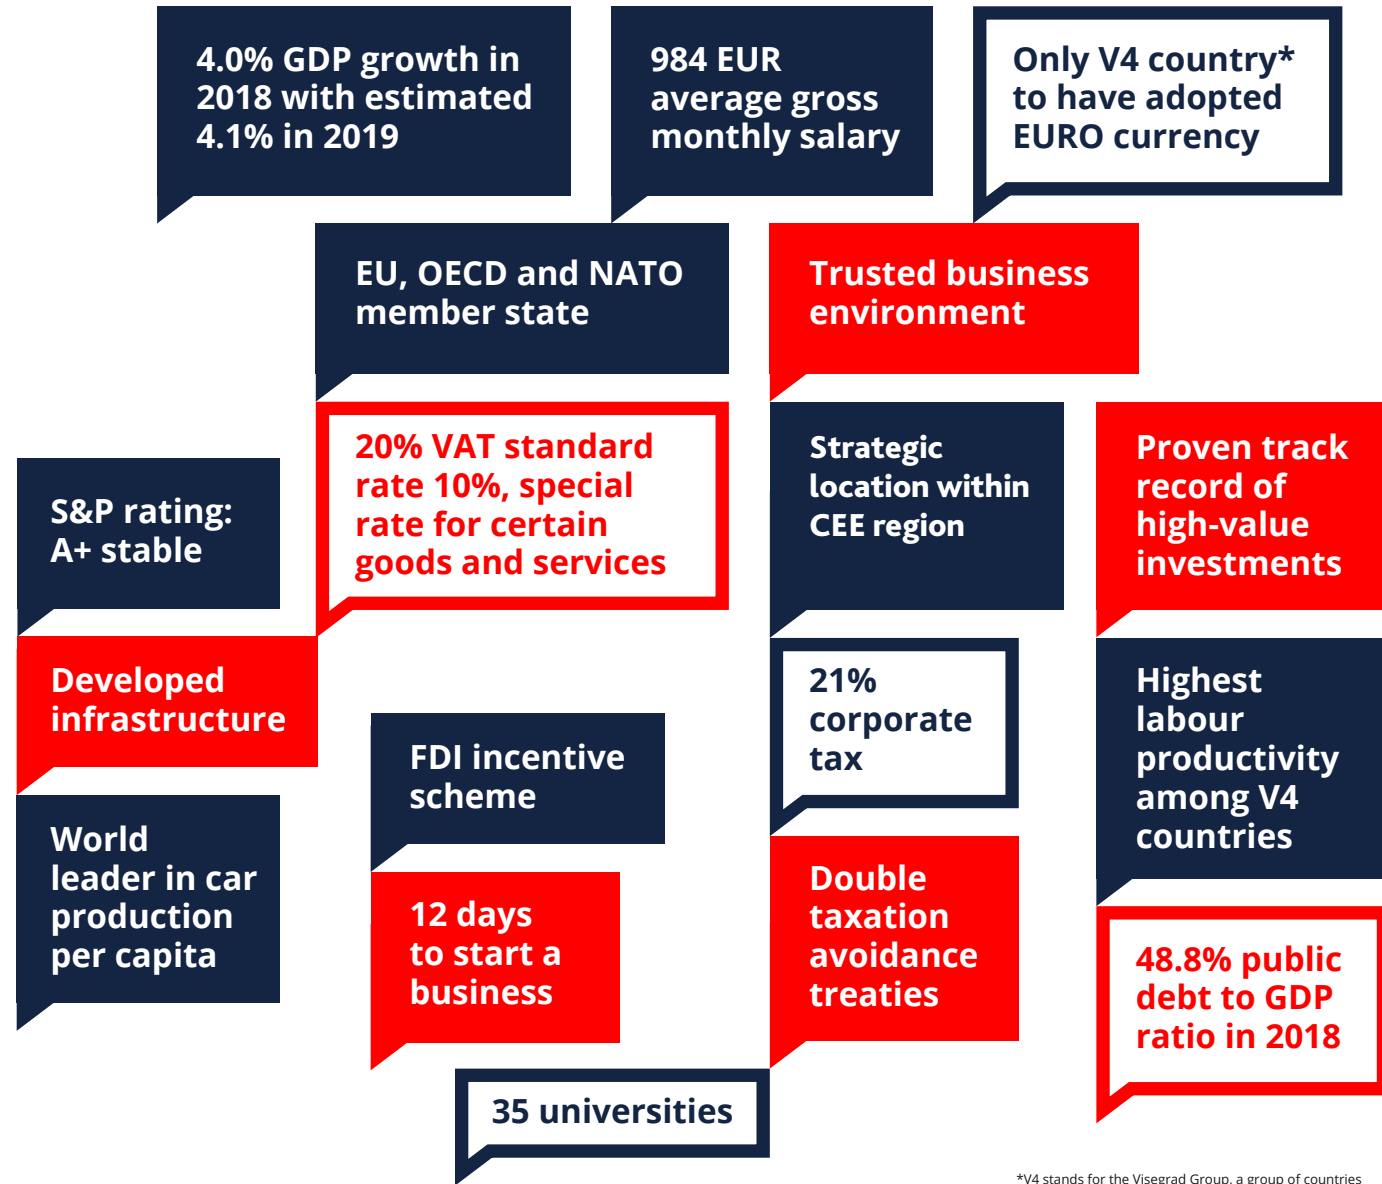 4.0% GDP growth in
2018 with estimated
4.1% in 2019
984 EUR
average gross
monthly salary
Only V4 country*
to have adopted
EURO currency
EU, OECD and NATO
member state
Trusted business
environment
20% VAT standard
rate 10%, special
rate for certain
goods and services
Strategic
location within
CEE region
Proven track
record of
high-value
investments
S&P rating:
A+ stable
Developed
infrastructure
21%
corporate
tax
Highest
labour
productivity
among V4
countries
FDI incentive
scheme
World
leader in car
production
per capita
12 days
to start a
business
Double
taxation
avoidance
treaties
48.8% public
debt to GDP
ratio in 2018
35 universities
*V4 stands for the Visegrad Group, a group of countries